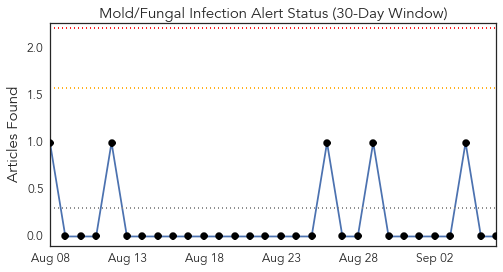 Mold/Fungal Infection Alert Status (30-Day Window)
Articles Found
2.0
1.5
1.0
0.5
0.0
Aug 08 Aug 13 Aug 18 Aug 23 Aug 28 Sep 02